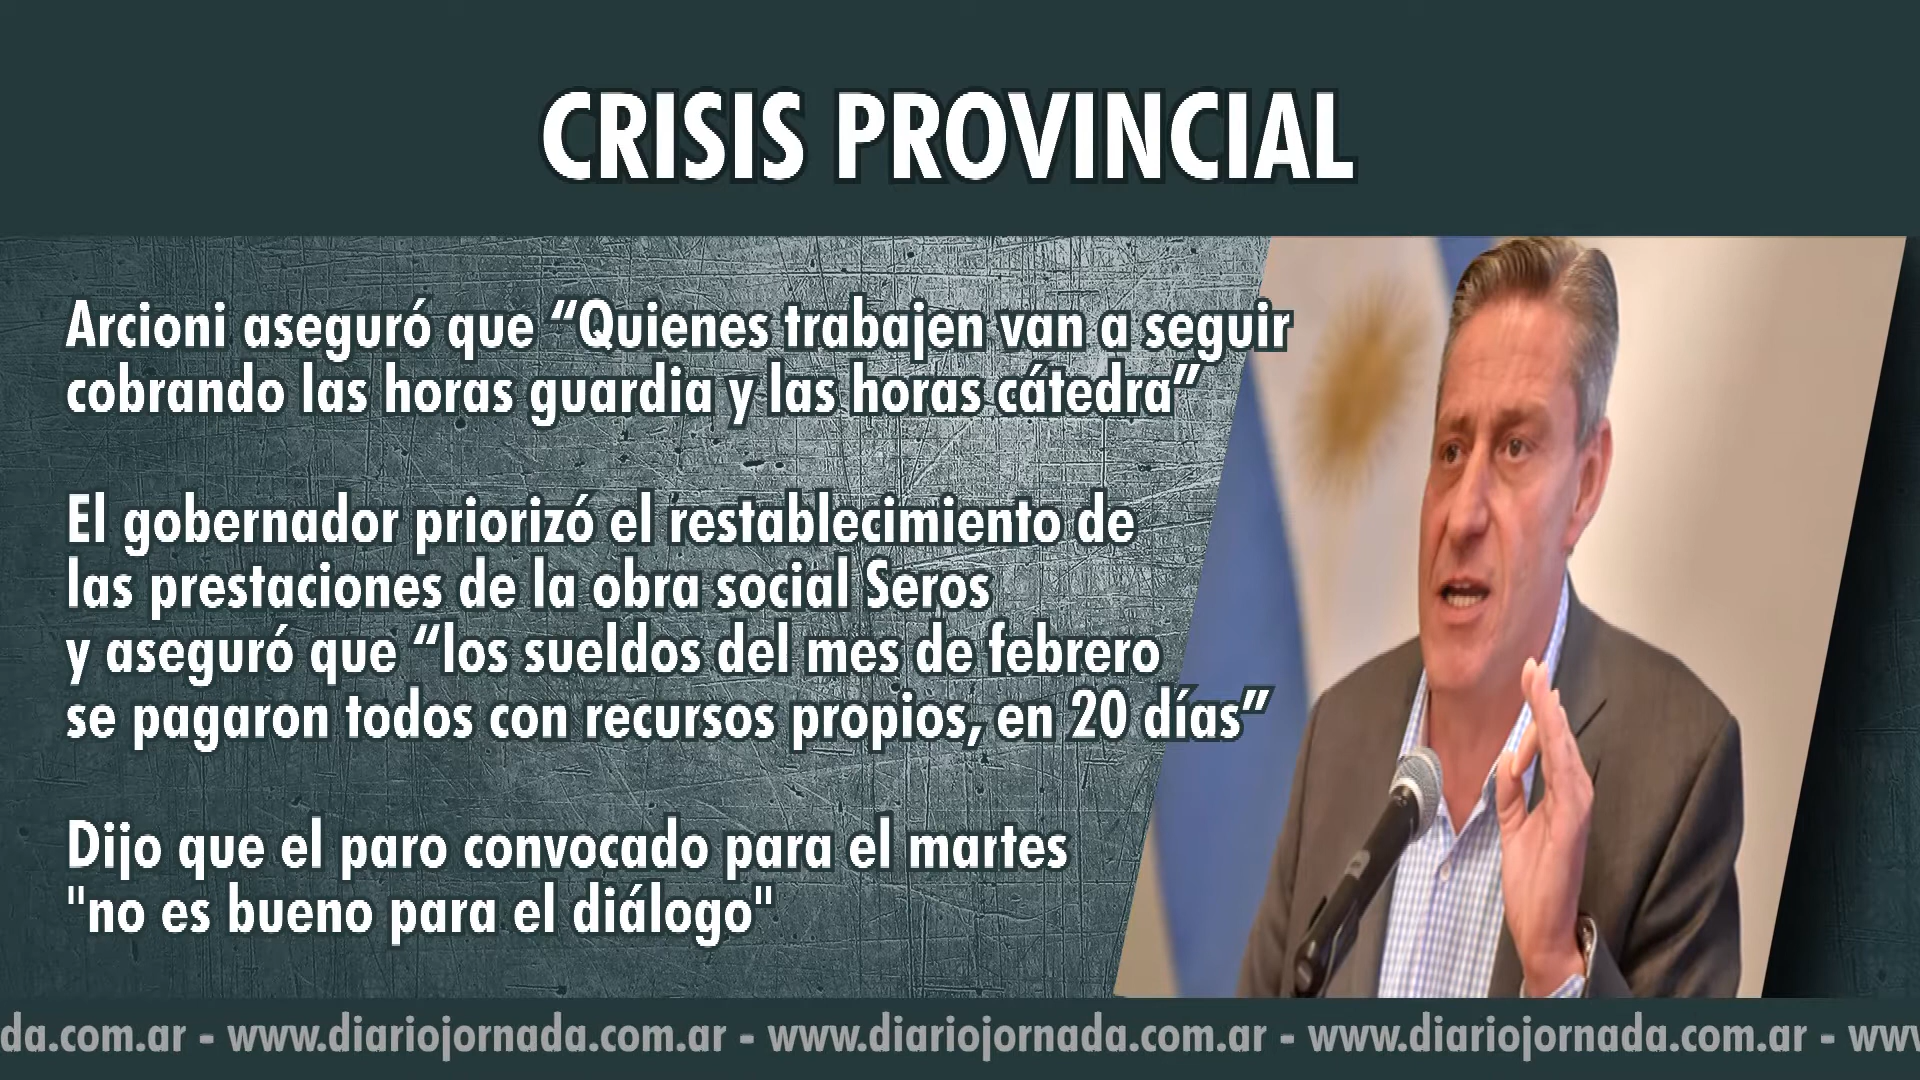 CRISIS PROVINCIAL
Arcioni aseguró que “Quienes trabajen van a seguir
cobrando las horas guardia y las horas cátedra”
El gobernador priorizó el restablecimiento de
las prestaciones de la obra social Seros
y aseguró que “los sueldos del mes de febrero
se pagaron todos con recursos propios, en 20 días”
Dijo que el paro convocado para el martes
"no es bueno para el diálogo"
da.com.ar - www.diariojornada.com.ar - www.diariojornada.com.ar - www.diariojornada.com.ar - www